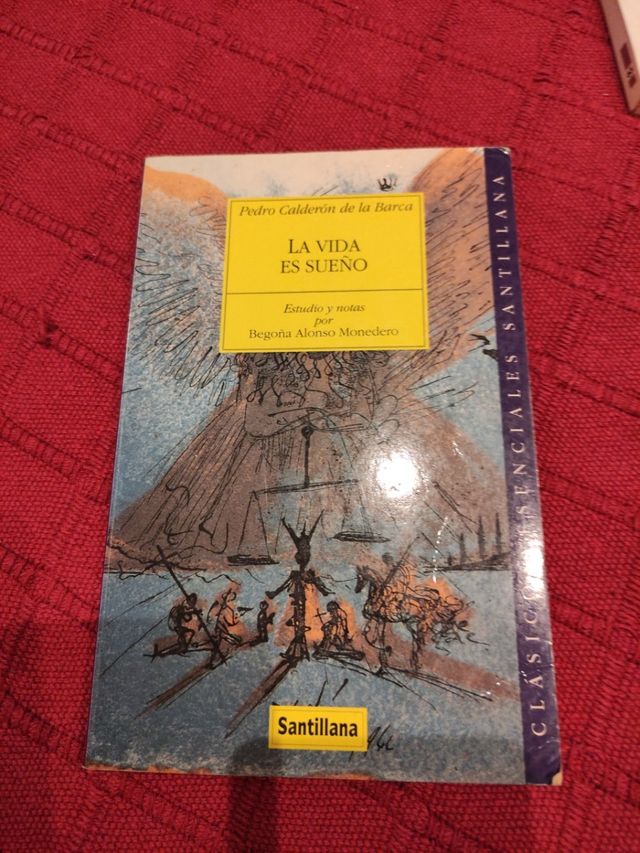 Pedro Calderón de la Barca
LA VIDA
ES SUEÑO
Estudio y notas
por
Begoña Alonso Monedero
CLÁSICOS ESENCIALES SANTILLANA
Santillana